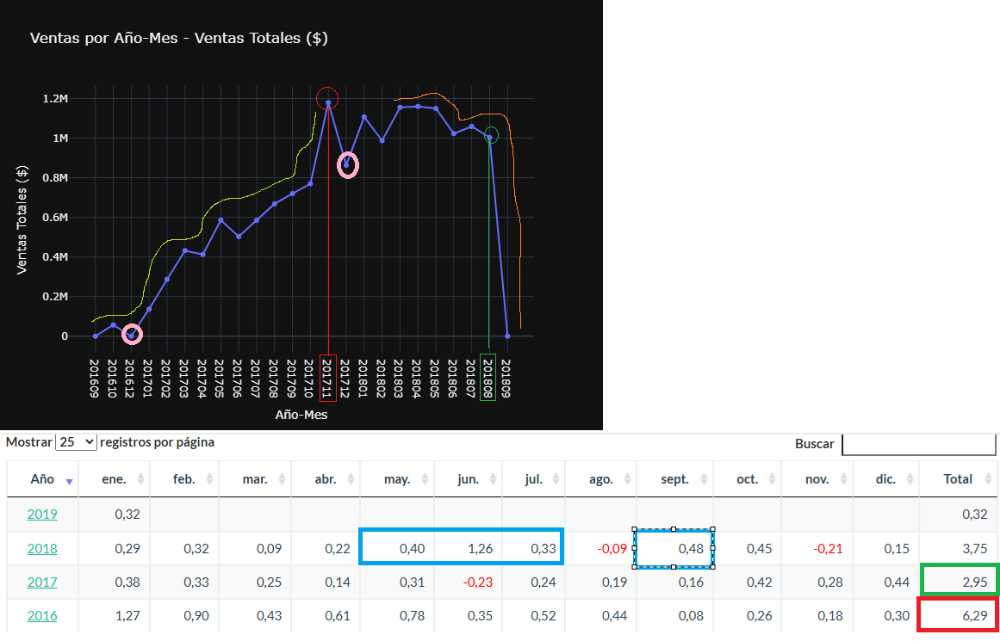 Ventas por Año-Mes - Ventas Totales ($)
1.2M
1M
0.8M
0.6M
0.4M
0.2M
0
Ventas Totales ($)
201609 201610 201612 201701 201702 201703 201704 201705 201706 201707 201708 201709 201710 201711 201712 201801 201802 201803 201804 201805 201806 201807 201808 201809
Año-Mes
Mostrar 25 registros por página Buscar
Año ene. feb. mar. abr. may. jun. jul. ago. sept. oct. nov. dic. Total
2019 0,32 0,32
2018 0,29 0,32 0,09 0,22 0,40 1,26 0,33 -0,09 0,48 0,45 -0,21 0,15 3,75
2017 0,38 0,33 0,25 0,14 0,31 -0,23 0,24 0,19 0,16 0,42 0,28 0,44 2,95
2016 1,27 0,90 0,43 0,61 0,78 0,35 0,52 0,44 0,08 0,26 0,18 0,30 6,29